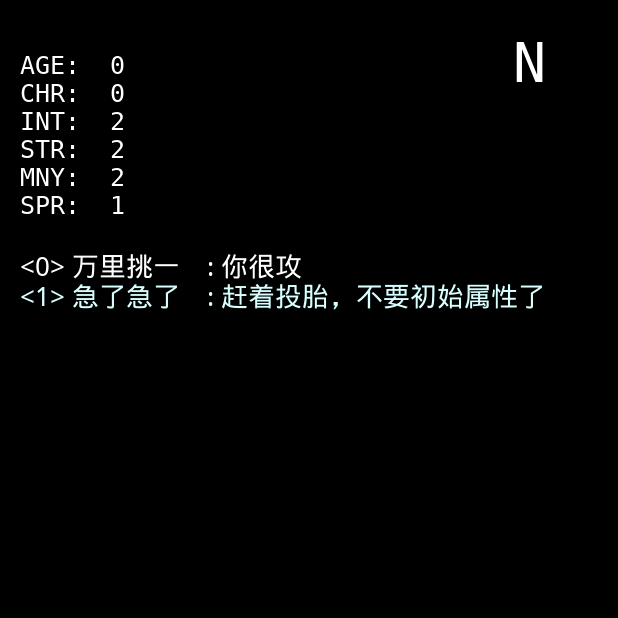 N
AGE: 0
CHR: 0
INT: 2
STR: 2
MNY: 2
SPR: 1
<0> 万里挑一 : 你很攻
<1> 急了急了 : 赶着投胎，不要初始属性了